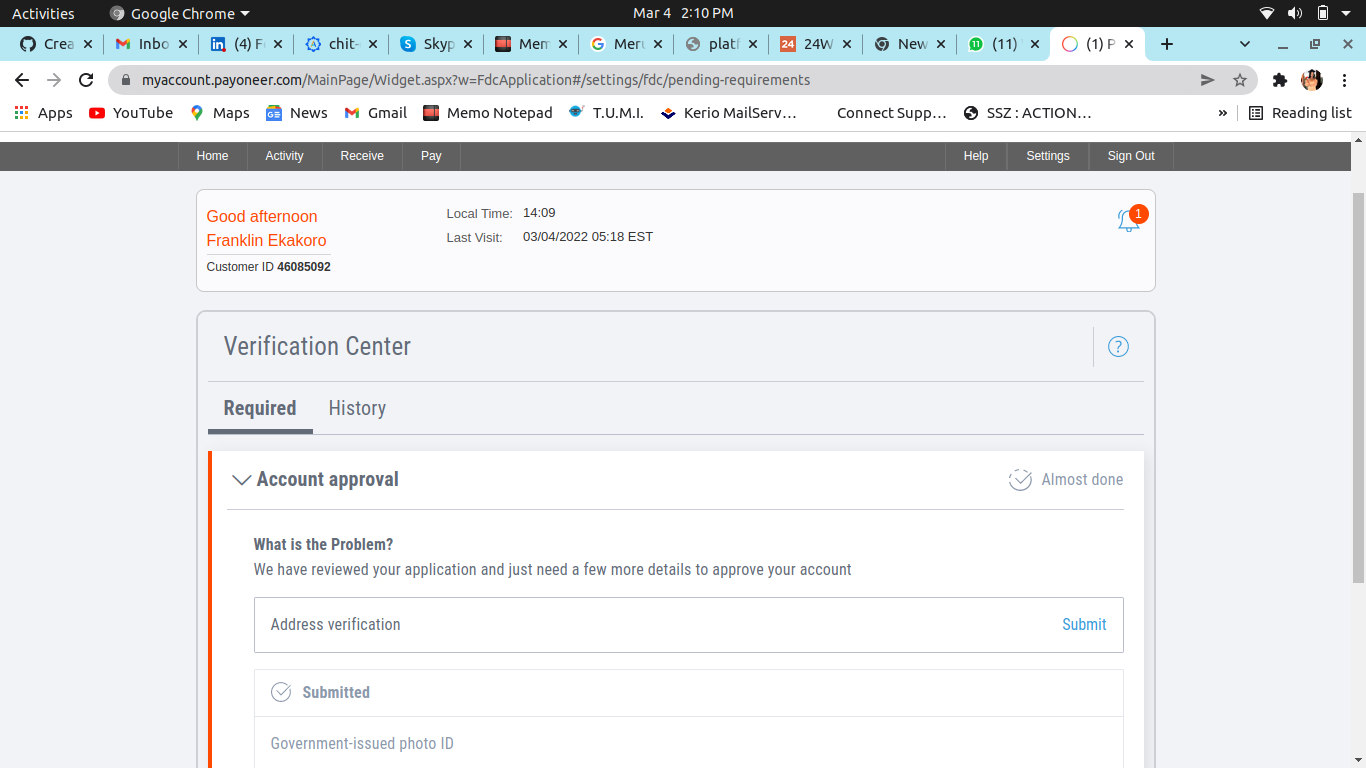 Activities
Google Chrome
Mar 4 2:10 PM
Crea
Inbo
(4) F
chit-
Skyp
Mem
Meru
platf
24
24W
New
(11)
(1) P
myaccount.payoneer.com/MainPage/Widget.aspx?w=FdcApplication#/settings/fdc/pending-requirements
Apps
YouTube
Maps
News
Gmail
Memo Notepad
T.U.M.I.
Kerio MailServ…
Connect Supp…
SSZ : ACTION…
»
Reading list
Home
Activity
Receive
Pay
Help
Settings
Sign Out
Good afternoon
Franklin Ekakoro
Customer ID 46085092
Local Time: 14:09
Last Visit: 03/04/2022 05:18 EST
1
Verification Center
?
Required
History
Account approval
Almost done
What is the Problem?
We have reviewed your application and just need a few more details to approve your account
Address verification
Submit
Submitted
Government-issued photo ID